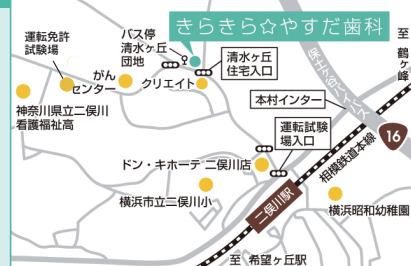 きらきら☆やすだ歯科
運転免許
試験場
バス停
清水ヶ丘
団地
がん
センター
クリエイト
清水ヶ丘
住宅入口
至
鶴ヶ峰
保土ヶ谷バイパス
本村インター
16
神奈川県立二俣川
看護福祉高
運転試験
場入口
相模鉄道本線
ドン・キホーテ 二俣川店
横浜市立二俣川小
二俣川駅
横浜昭和幼稚園
至 希望ヶ丘駅